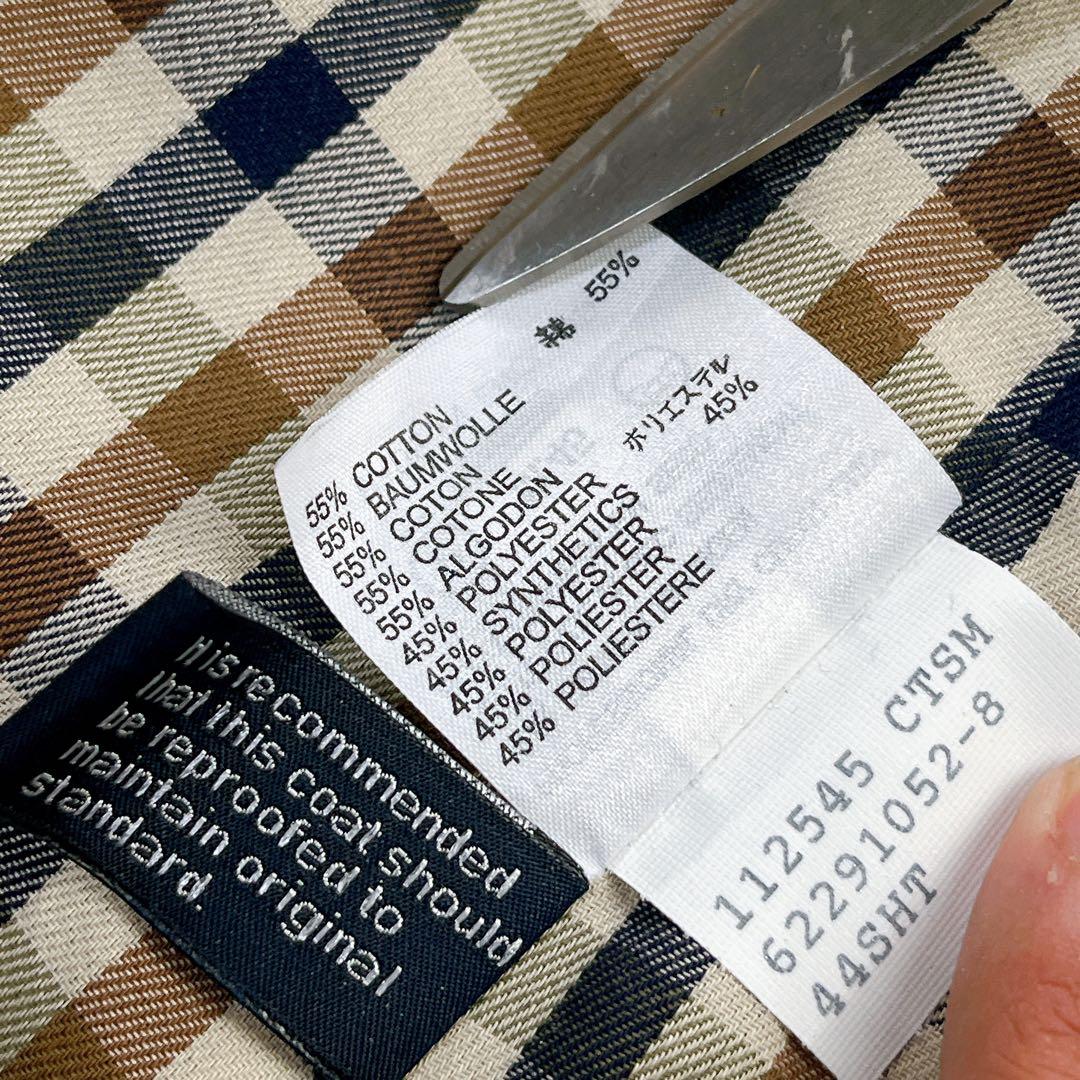 綿 55%
ポリエステル
45%
55% COTTON
55% BAUMWOLLE
55% COTON
55% COTONE
55% ALGODON
45% POLYESTER
45% SYNTHETICS
45% POLYESTER
45% POLIESTER
45% POLIESTERE
It is recommended
that this coat should
be reproofed to
maintain original
standard.
112545 CTSM
62291052-8
44SHT